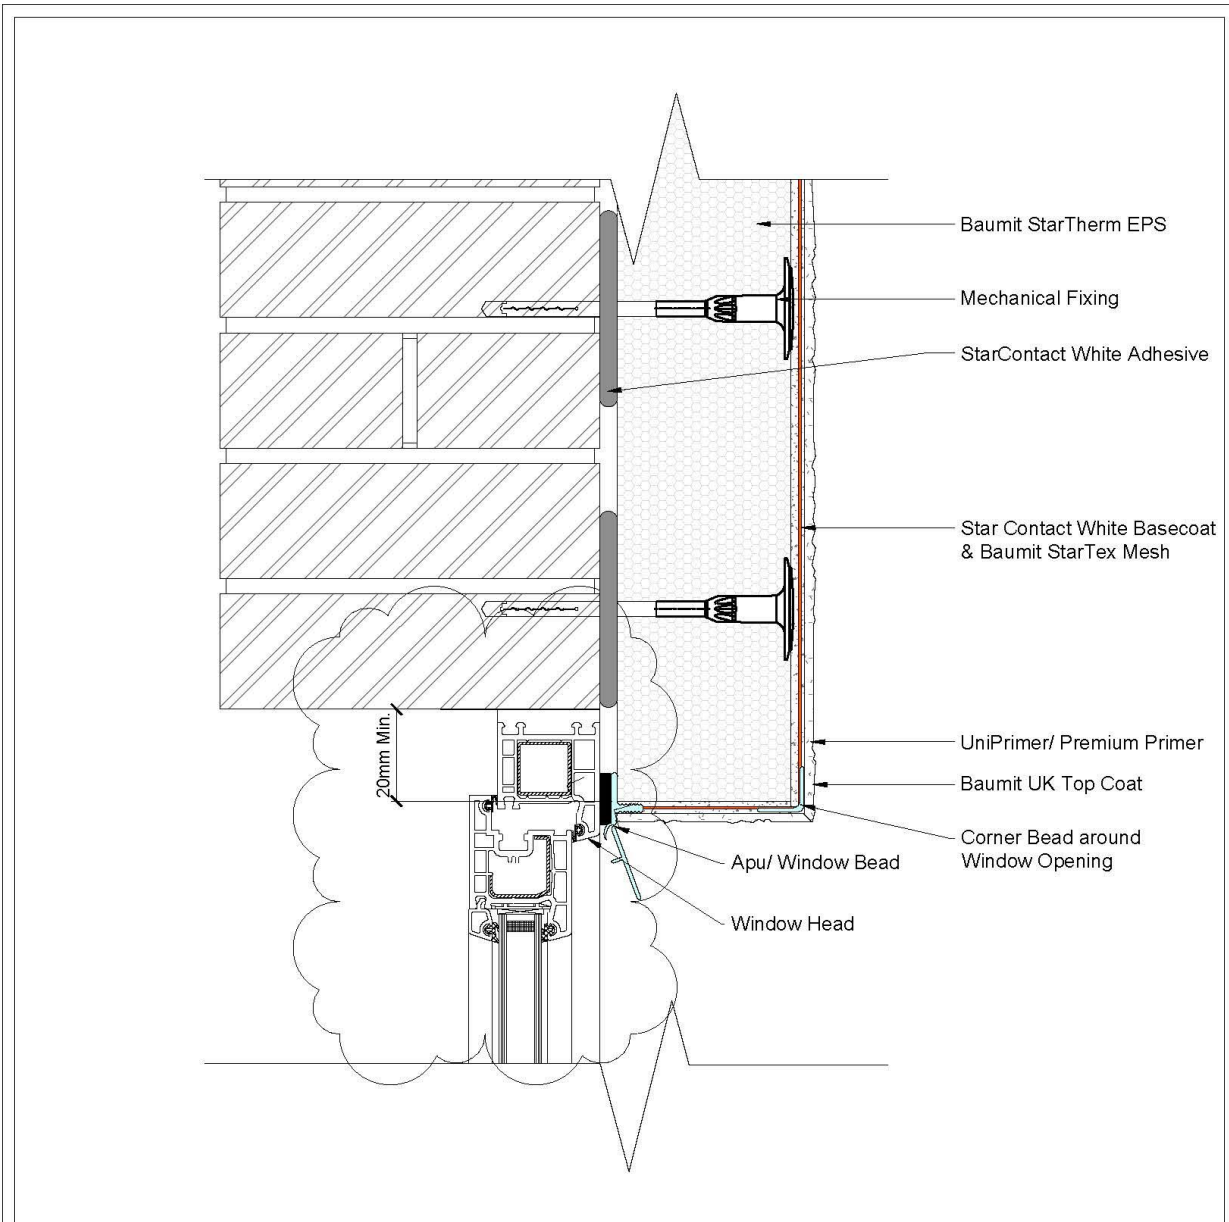 Baumit StarTherm EPS
Mechanical Fixing
StarContact White Adhesive
Star Contact White Basecoat
& Baumit StarTex Mesh
20mm Min.
UniPrimer/ Premium Primer
Baumit UK Top Coat
Corner Bead around
Window Opening
Apu/ Window Bead
Window Head